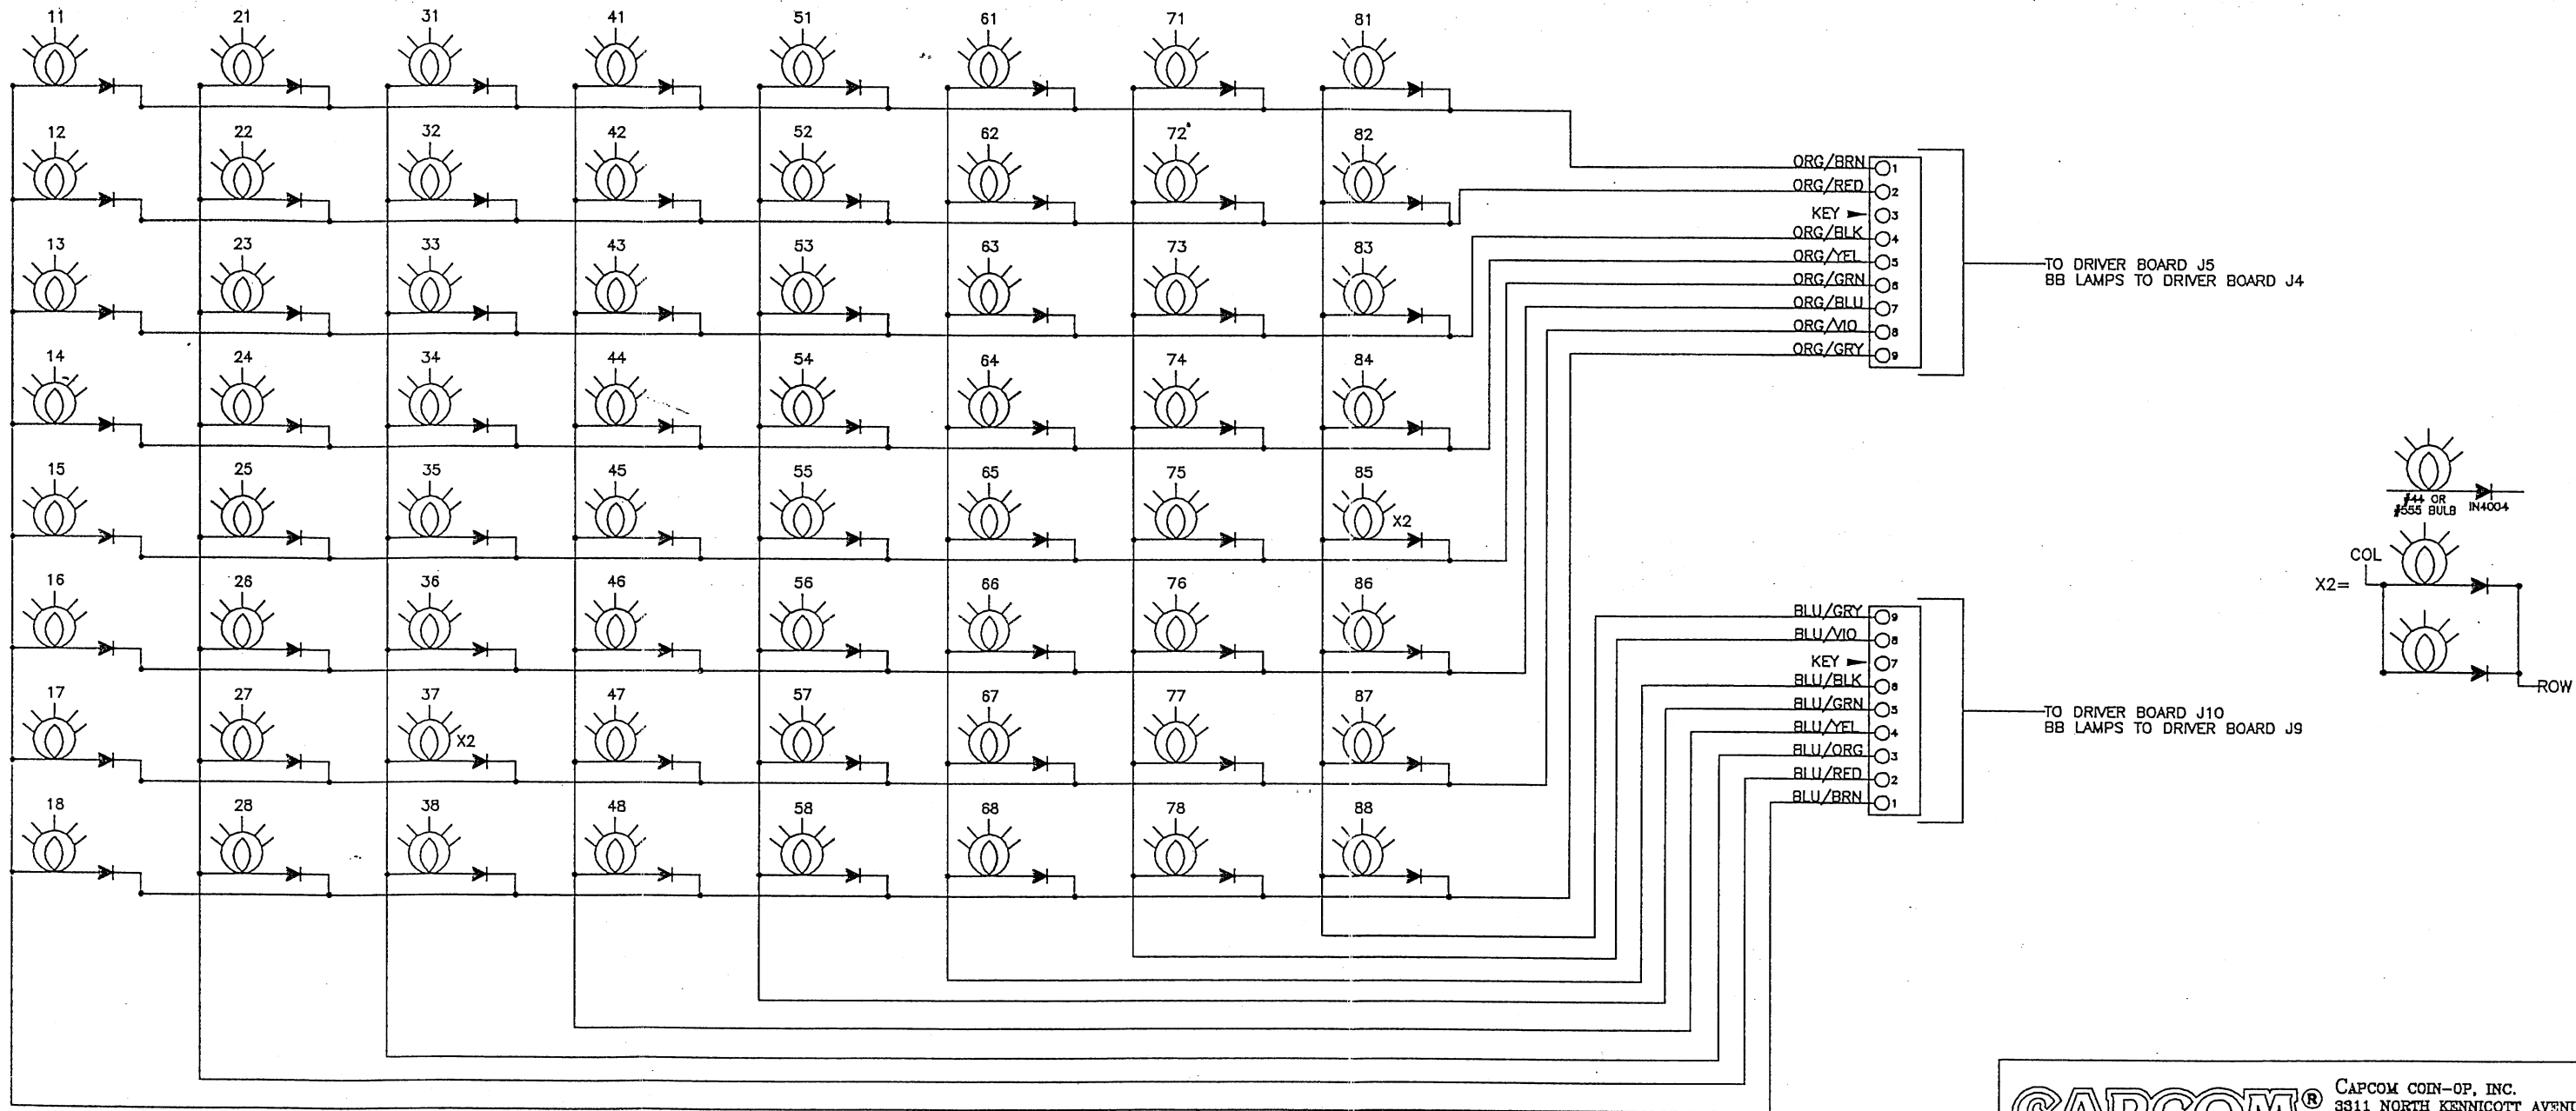 11 21 31 41 51 61 71 81
12 22 32 42 52 62 72 82
13 23 33 43 53 63 73 83
14 24 34 44 54 64 74 84
15 25 35 45 55 65 75 85
X2
16 26 36 46 56 66 76 86
17 27 37 47 57 67 77 87
X2
18 28 38 48 58 68 78 88
ORG/BRN 1
ORG/RED 2
KEY 3
ORG/BLK 4
ORG/YEL 5
ORG/GRN 6
ORG/BLU 7
ORG/VIO 8
ORG/GRY 9
TO DRIVER BOARD J5
BB LAMPS TO DRIVER BOARD J4
BLU/GRY 9
BLU/VIO 8
KEY 7
BLU/BLK 6
BLU/GRN 5
BLU/YEL 4
BLU/ORG 3
BLU/RED 2
BLU/BRN 1
TO DRIVER BOARD J10
BB LAMPS TO DRIVER BOARD J9
#44 OR
#555 BULB
IN4004
COL
X2=
ROW
CAPCOM®
CAPCOM COIN-OP, INC.
3311 NORTH KENNICOTT